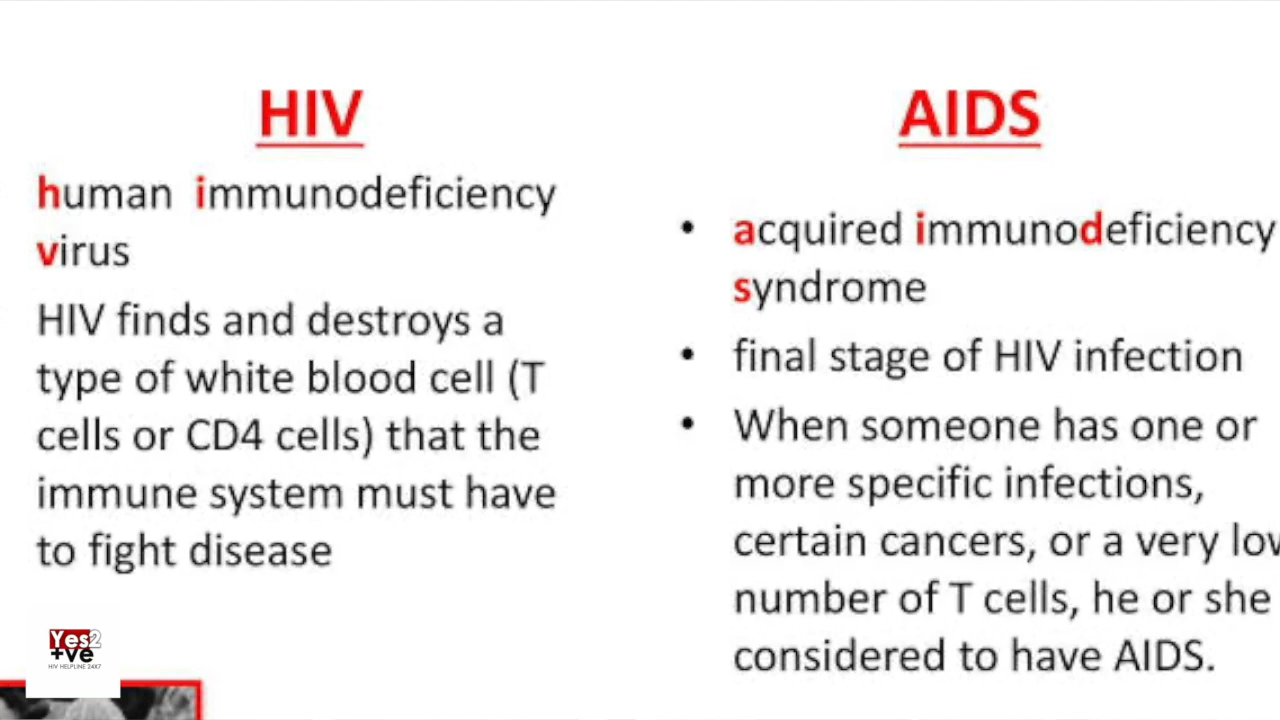 HIV
human immunodeficiency
virus
HIV finds and destroys a
type of white blood cell (T
cells or CD4 cells) that the
immune system must have
to fight disease
AIDS
• acquired immunodeficiency
syndrome
• final stage of HIV infection
• When someone has one or
more specific infections,
certain cancers, or a very
number of T cells, he or she
considered to have AIDS.
Yes2
+ve
HIV HELPLINE 24X7